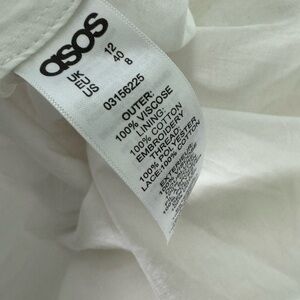 asos
UK 12
EU 40
US 8
03156225
OUTER:
100% VISCOSE
LINING:
100% COTTON
EMBROIDERY
THREAD:
100% POLYESTER
LACE:100% COTTON
EXTERIEUR: